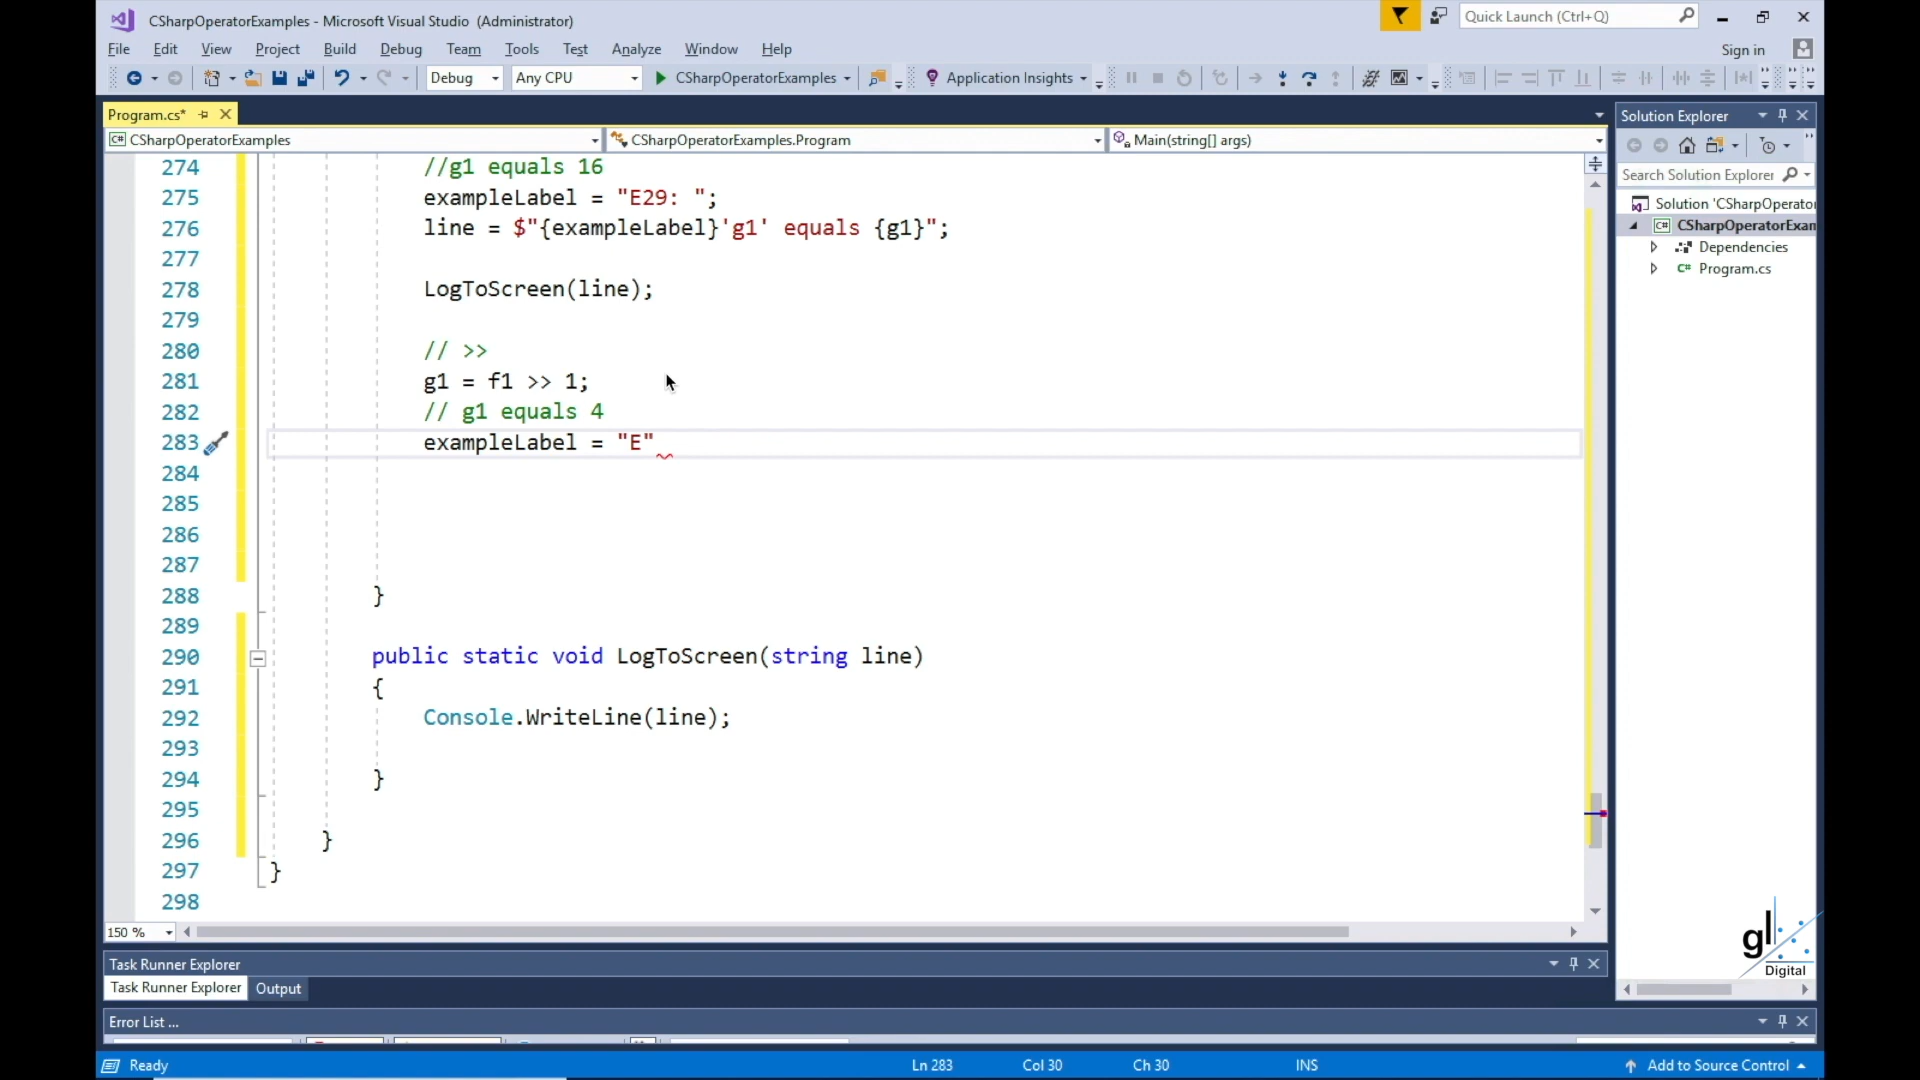 CSharpOperatorExamples - Microsoft Visual Studio (Administrator)
Quick Launch (Ctrl+Q)
File Edit View Project Build Debug Team Tools Test Analyze Window Help
Sign in
Debug Any CPU CSharpOperatorExamples Application Insights
Program.cs*
Solution Explorer
CSharpOperatorExamples CSharpOperatorExamples.Program Main(string[] args)
Search Solution Explorer
Solution 'CSharpOperator
CSharpOperatorExan
Dependencies
Program.cs
274 //g1 equals 16
275 exampleLabel = "E29: ";
276 line = $"{exampleLabel}'g1' equals {g1}";
277
278 LogToScreen(line);
279
280 // >>
281 g1 = f1 >> 1;
282 // g1 equals 4
283 exampleLabel = "E"
284
285
286
287
288 }
289
290 public static void LogToScreen(string line)
291 {
292 Console.WriteLine(line);
293
294 }
295
296 }
297 }
298
150 %
gl
Digital
Task Runner Explorer
Task Runner Explorer Output
Error List ...
Ready Ln 283 Col 30 Ch 30 INS Add to Source Control